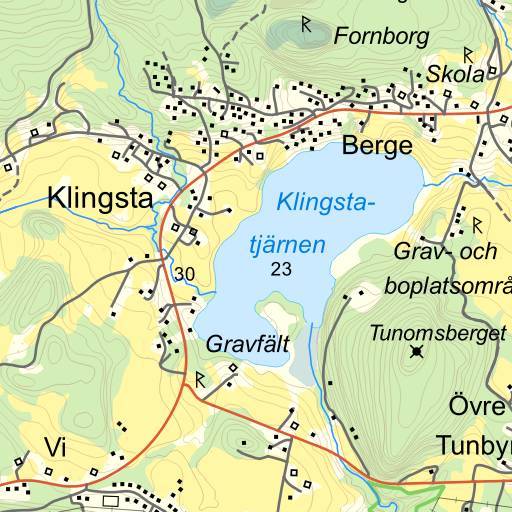 Fornborg
Skola
Berge
Klingsta
Klingsta-
tjärnen
23
30
Grav- och
boplatsområ
Tunomsberget
Gravfält
Övre
Tunbyn
Vi